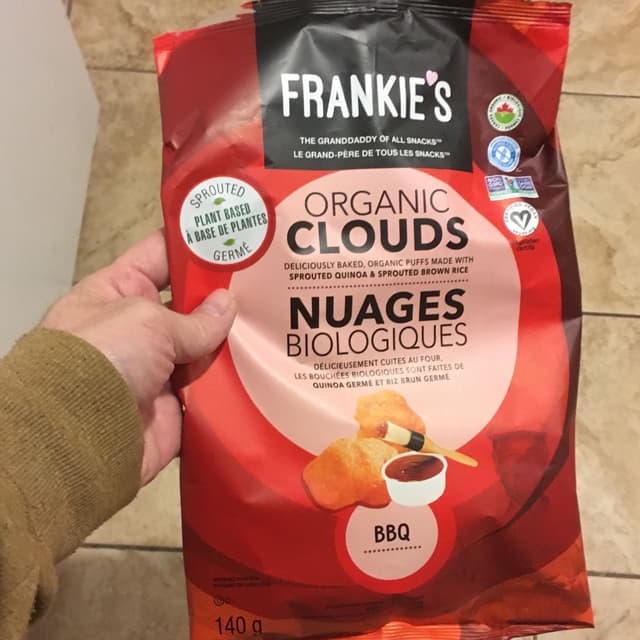 FRANKIE'S
THE GRANDDADDY OF ALL SNACKS™
LE GRAND-PÈRE DE TOUS LES SNACKS™
SPROUTED
PLANT BASED
À BASE DE PLANTES
GERMÉ
ORGANIC
CLOUDS
DELICIOUSLY BAKED, ORGANIC PUFFS MADE WITH
SPROUTED QUINOA & SPROUTED BROWN RICE
NUAGES
BIOLOGIQUES
DÉLICIEUSEMENT CUITES AU FOUR,
LES BOUCHÉES BIOLOGIQUES SONT FAITES DE
QUINOA GERMÉ ET RIZ BRUN GERMÉ
BBQ
140 g